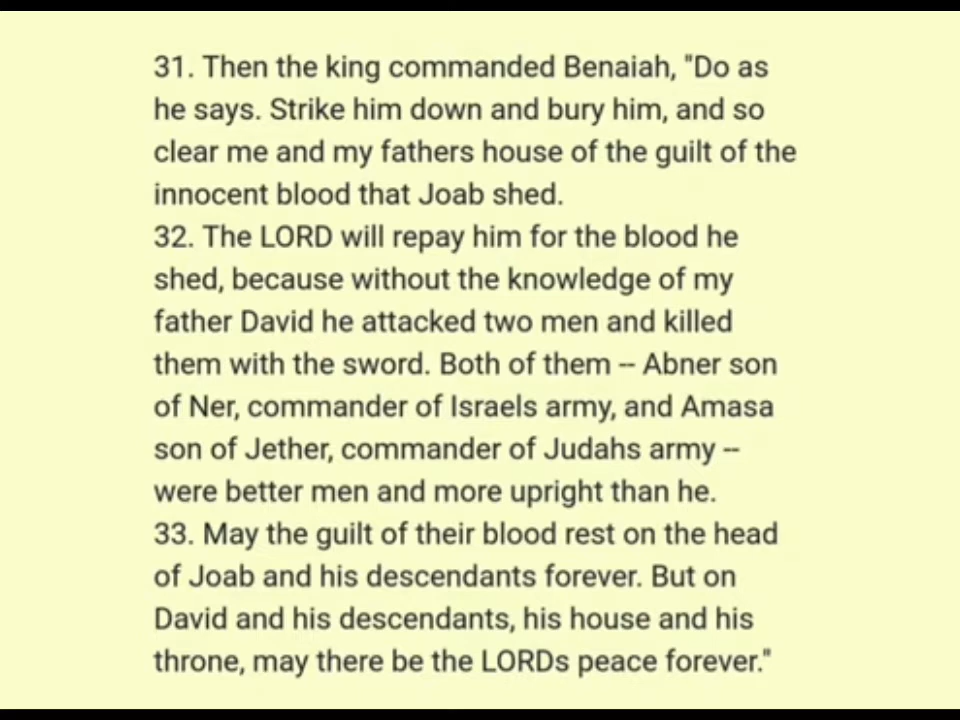 31. Then the king commanded Benaiah, "Do as
he says. Strike him down and bury him, and so
clear me and my fathers house of the guilt of the
innocent blood that Joab shed.
32. The LORD will repay him for the blood he
shed, because without the knowledge of my
father David he attacked two men and killed
them with the sword. Both of them -- Abner son
of Ner, commander of Israels army, and Amasa
son of Jether, commander of Judahs army --
were better men and more upright than he.
33. May the guilt of their blood rest on the head
of Joab and his descendants forever. But on
David and his descendants, his house and his
throne, may there be the LORDs peace forever."